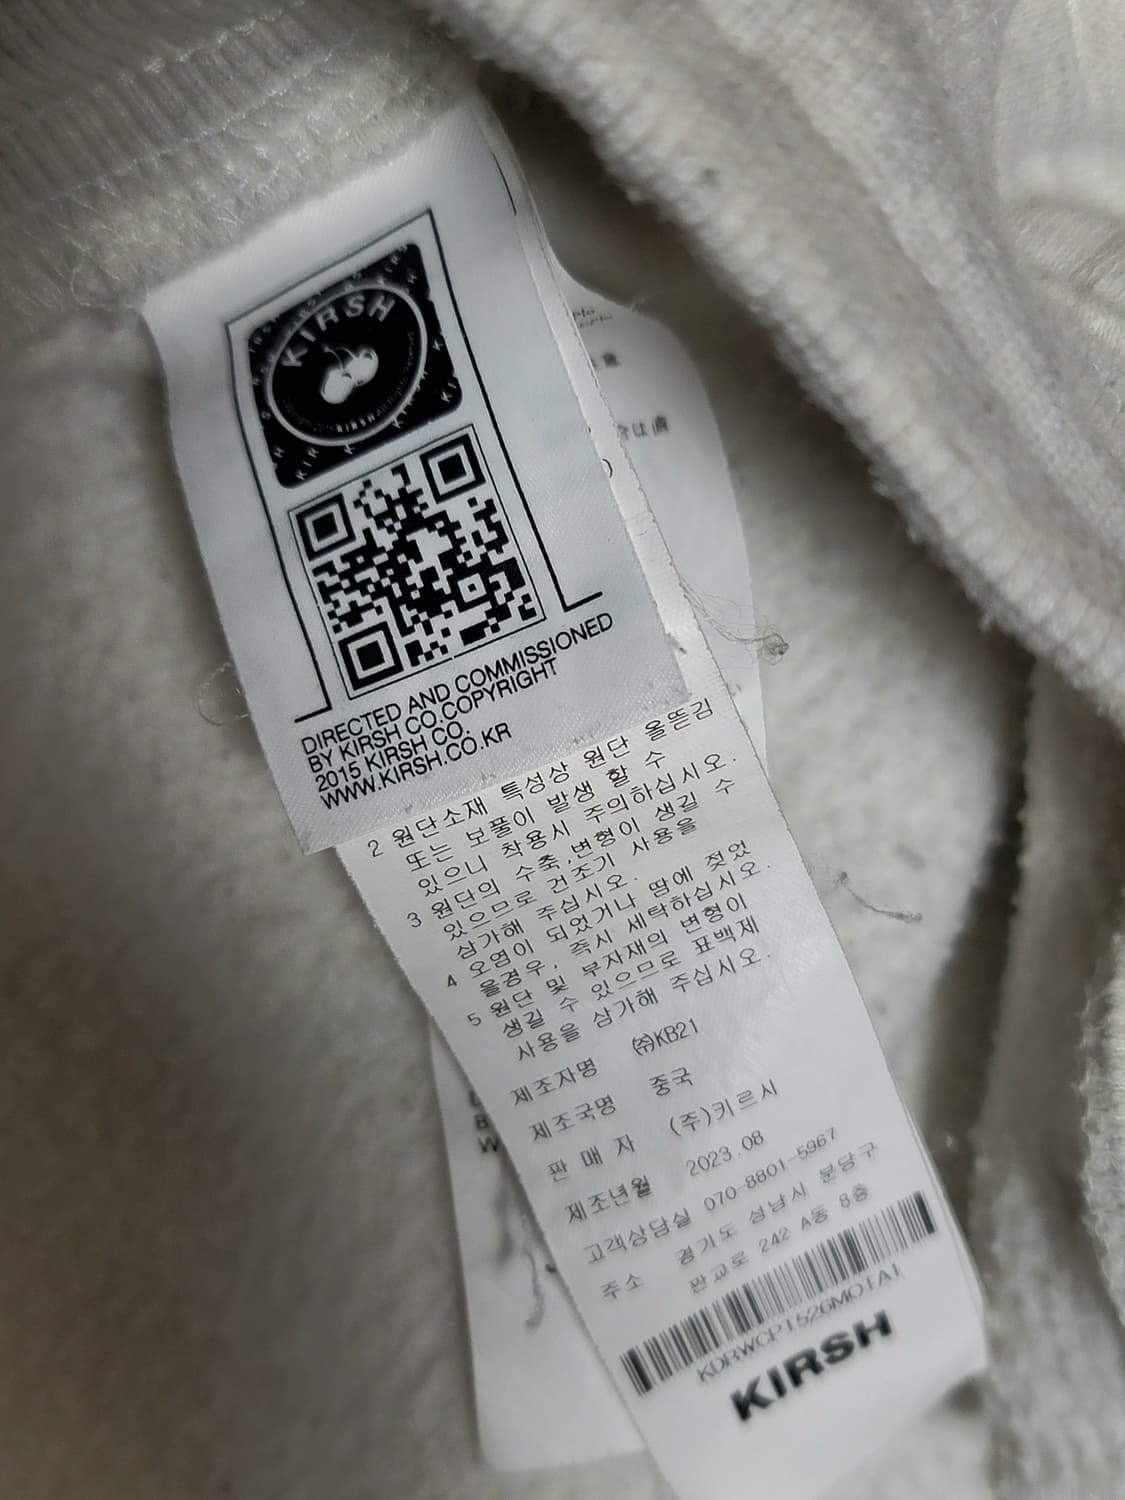 KIRSH
DIRECTED AND COMMISSIONED
BY KIRSH CO.COPYRIGHT
2015 KIRSH CO.
WWW.KIRSH.CO.KR
2 원단소재 특성상 원단 올뜯김
또는 보풀이 발생 할 수
있으니 착용시 주의하십시오.
3 원단의 수축,변형이 생길 수
있으므로 건조기 사용을
삼가해 주십시오.
4 오염이 되었거나 땀에 젖었
을경우, 즉시 세탁하십시오.
5 원단 및 부자재의 변형이
생길 수 있으므로 표백제
사용을 삼가해 주십시오.
제조자명 ㈜KB21
제조국명 중국
판 매 자 (주)키르시
제조년월 2023.08
고객상담실 070-8801-5967
주소 경기도 성남시 분당구
판교로 242 A동 8층
KDRWCPT526MOTA1
KIRSH